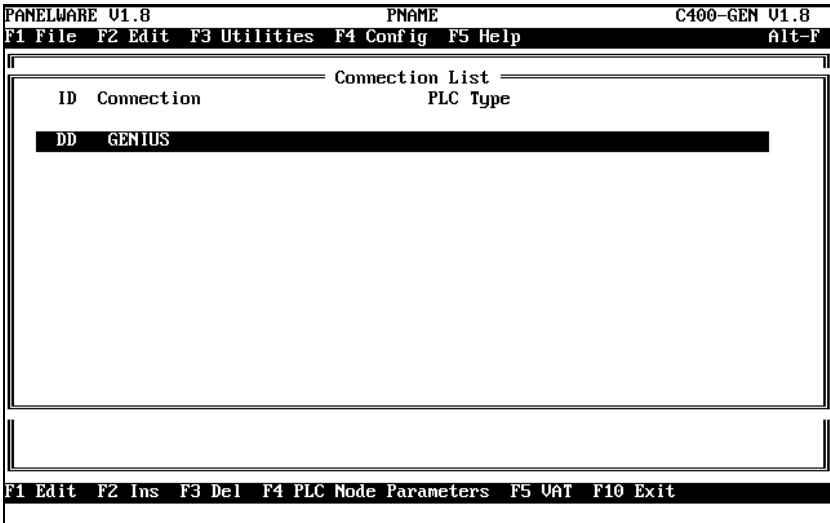 PANELWARE V1.8 PNAME C400-GEN V1.8
F1 File F2 Edit F3 Utilities F4 Config F5 Help Alt-F
Connection List
ID Connection PLC Type
DD GENIUS
F1 Edit F2 Ins F3 Del F4 PLC Node Parameters F5 VAT F10 Exit